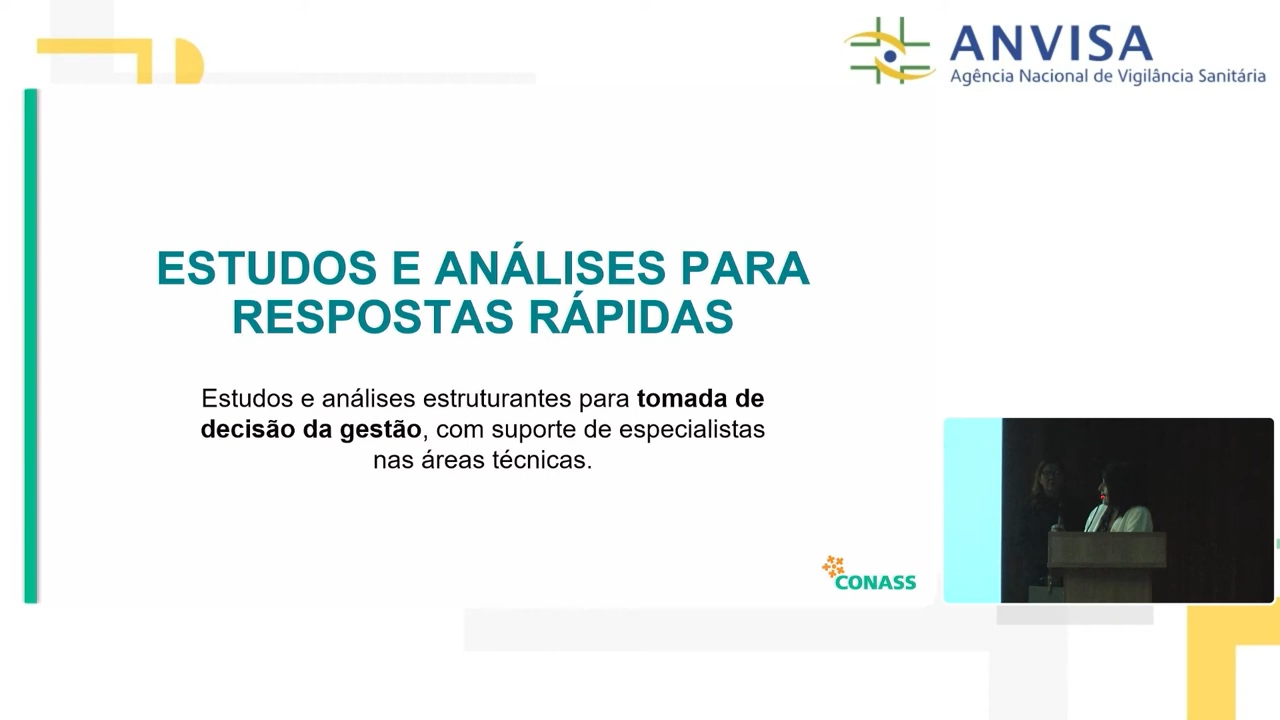 ANVISA
Agência Nacional de Vigilância Sanitária
ESTUDOS E ANÁLISES PARA
RESPOSTAS RÁPIDAS
Estudos e análises estruturantes para tomada de
decisão da gestão, com suporte de especialistas
nas áreas técnicas.
CONASS